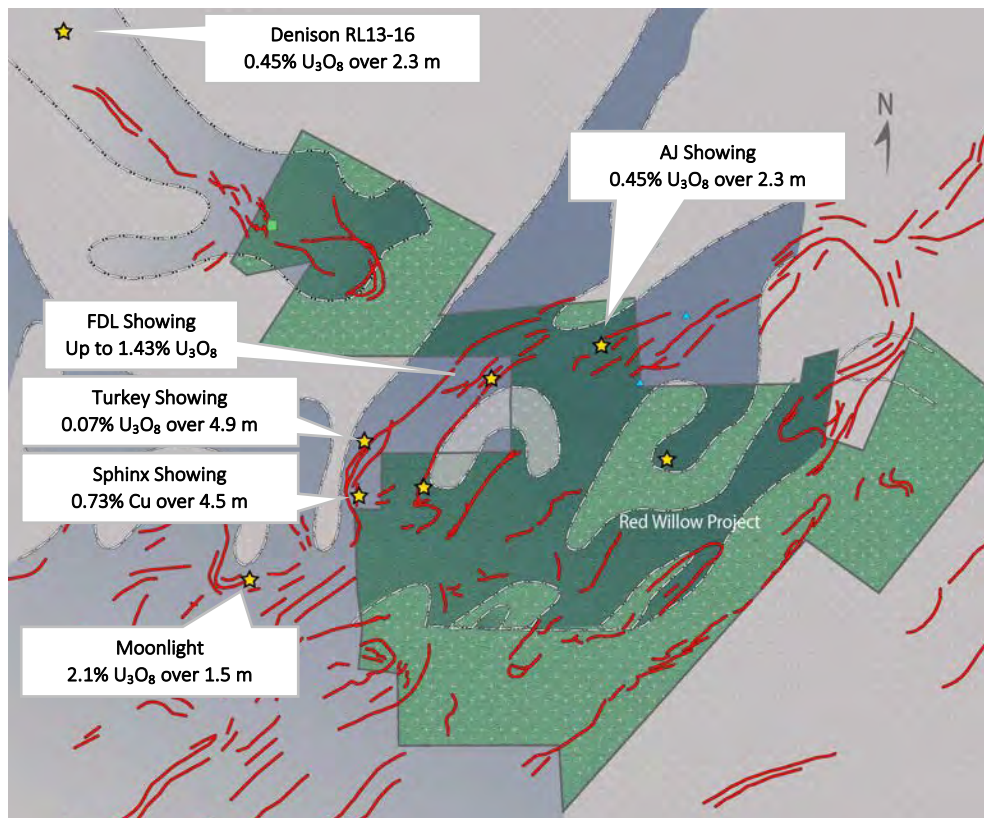 Denison RL13-16
0.45% U₃O₈ over 2.3 m
N
AJ Showing
0.45% U₃O₈ over 2.3 m
FDL Showing
Up to 1.43% U₃O₈
Turkey Showing
0.07% U₃O₈ over 4.9 m
Sphinx Showing
0.73% Cu over 4.5 m
Red Willow Project
Moonlight
2.1% U₃O₈ over 1.5 m